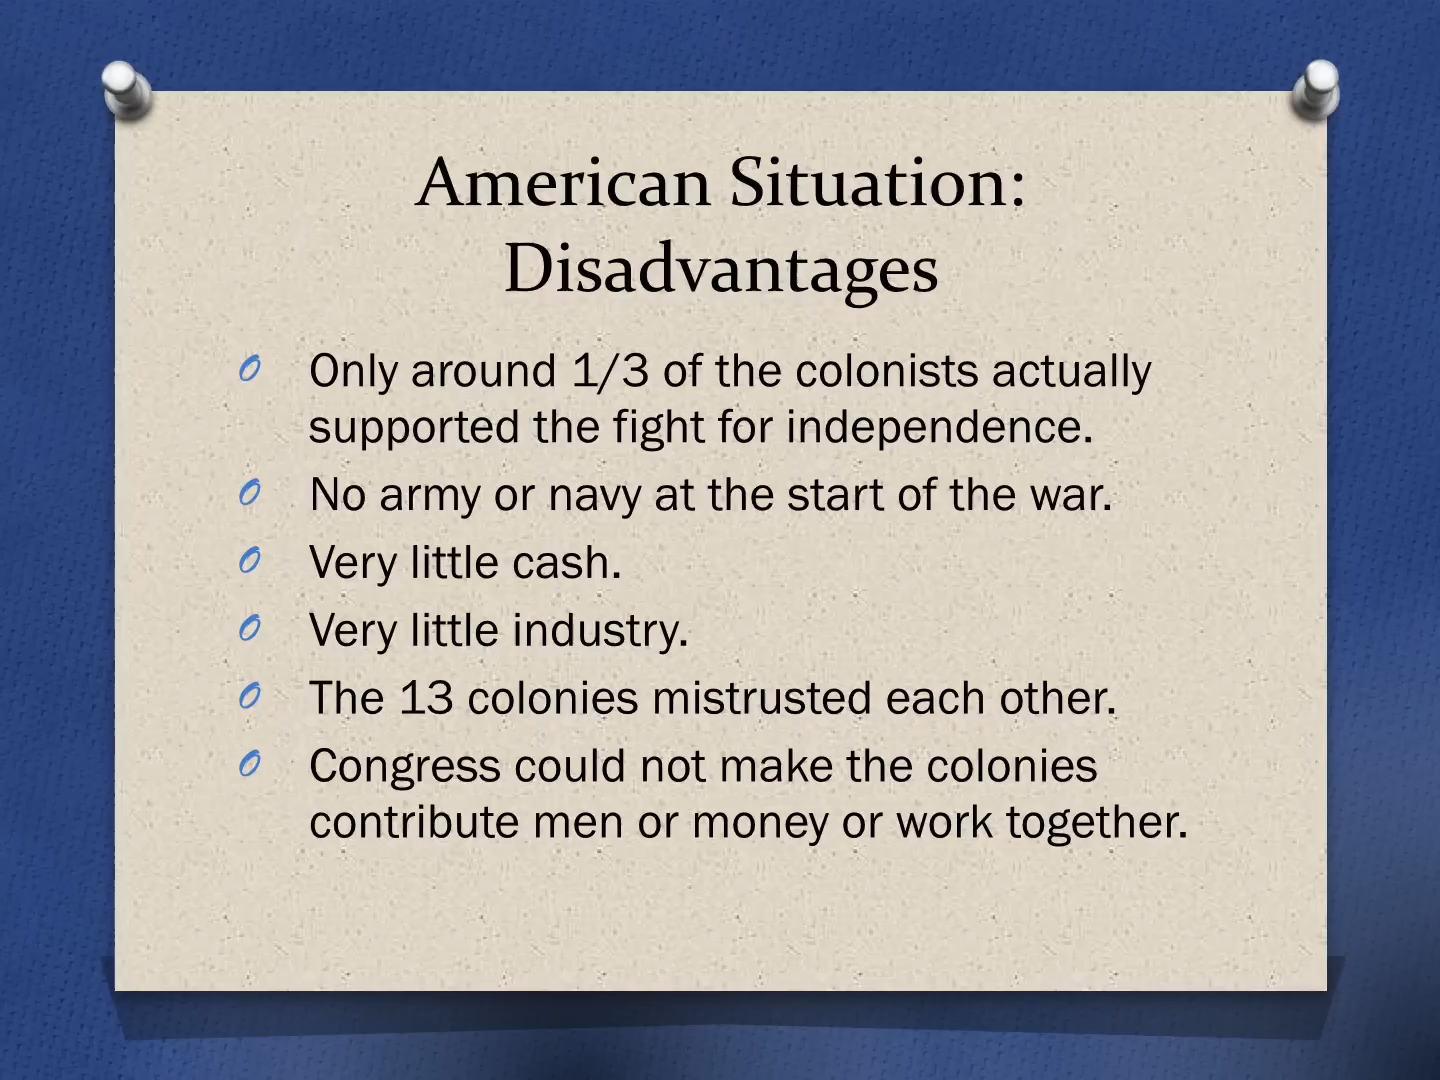 American Situation:
Disadvantages
Only around 1/3 of the colonists actually
supported the fight for independence.
No army or navy at the start of the war.
Very little cash.
Very little industry.
The 13 colonies mistrusted each other.
Congress could not make the colonies
contribute men or money or work together.